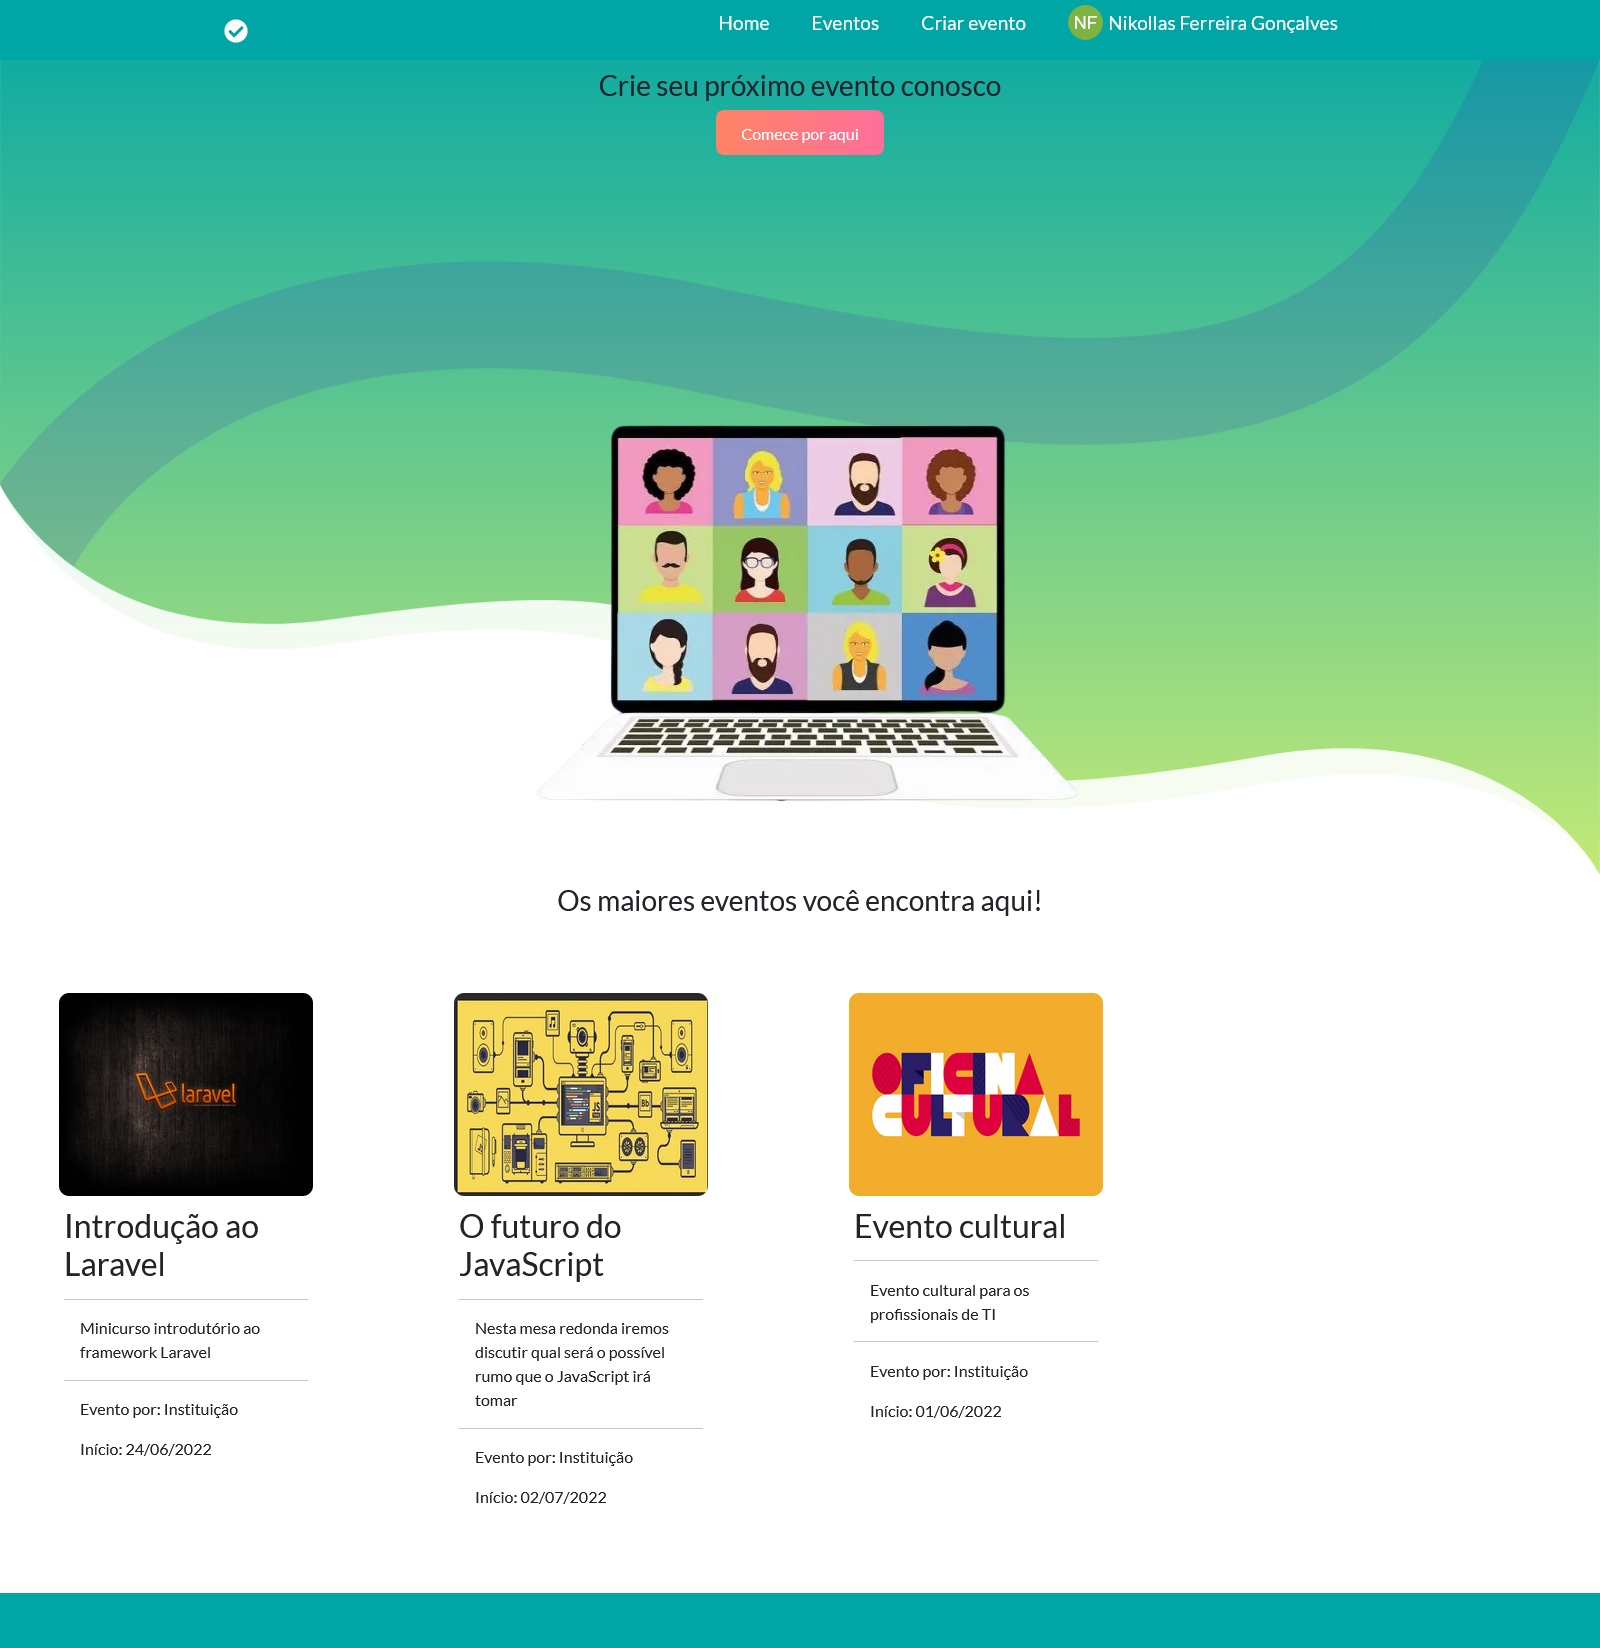 Home Eventos Criar evento NF Nikollas Ferreira Gonçalves
Crie seu próximo evento conosco
Comece por aqui
Os maiores eventos você encontra aqui!
laravel
Introdução ao
Laravel
Minicurso introdutório ao
framework Laravel
Evento por: Instituição
Início: 24/06/2022
JS
Bb
O futuro do
JavaScript
Nesta mesa redonda iremos
discutir qual será o possível
rumo que o JavaScript irá
tomar
Evento por: Instituição
Início: 02/07/2022
OFICINA
CULTURAL
Evento cultural
Evento cultural para os
profissionais de TI
Evento por: Instituição
Início: 01/06/2022